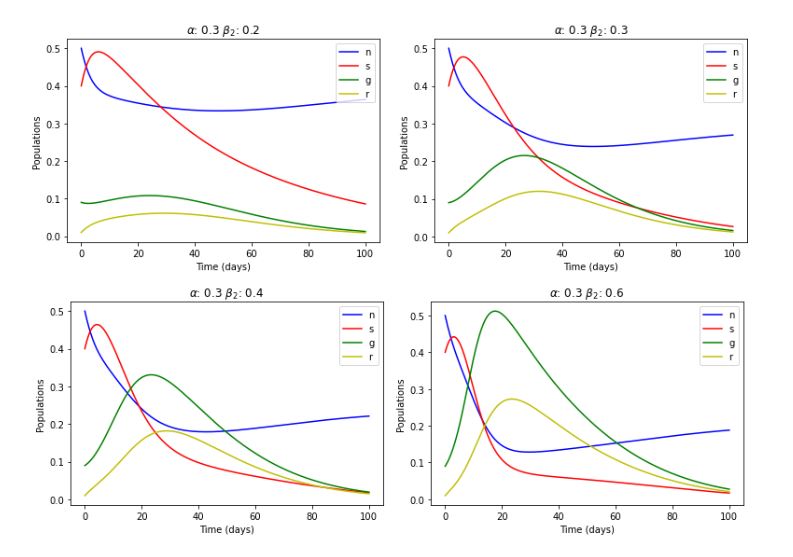 α: 0.3 β₂: 0.2
0.5
0.4
0.3
0.2
0.1
0.0
Populations
0 20 40 60 80 100
Time (days)
n
s
g
r
α: 0.3 β₂: 0.3
0.5
0.4
0.3
0.2
0.1
0.0
Populations
0 20 40 60 80 100
Time (days)
n
s
g
r
α: 0.3 β₂: 0.4
0.5
0.4
0.3
0.2
0.1
0.0
Populations
0 20 40 60 80 100
Time (days)
n
s
g
r
α: 0.3 β₂: 0.6
0.5
0.4
0.3
0.2
0.1
0.0
Populations
0 20 40 60 80 100
Time (days)
n
s
g
r